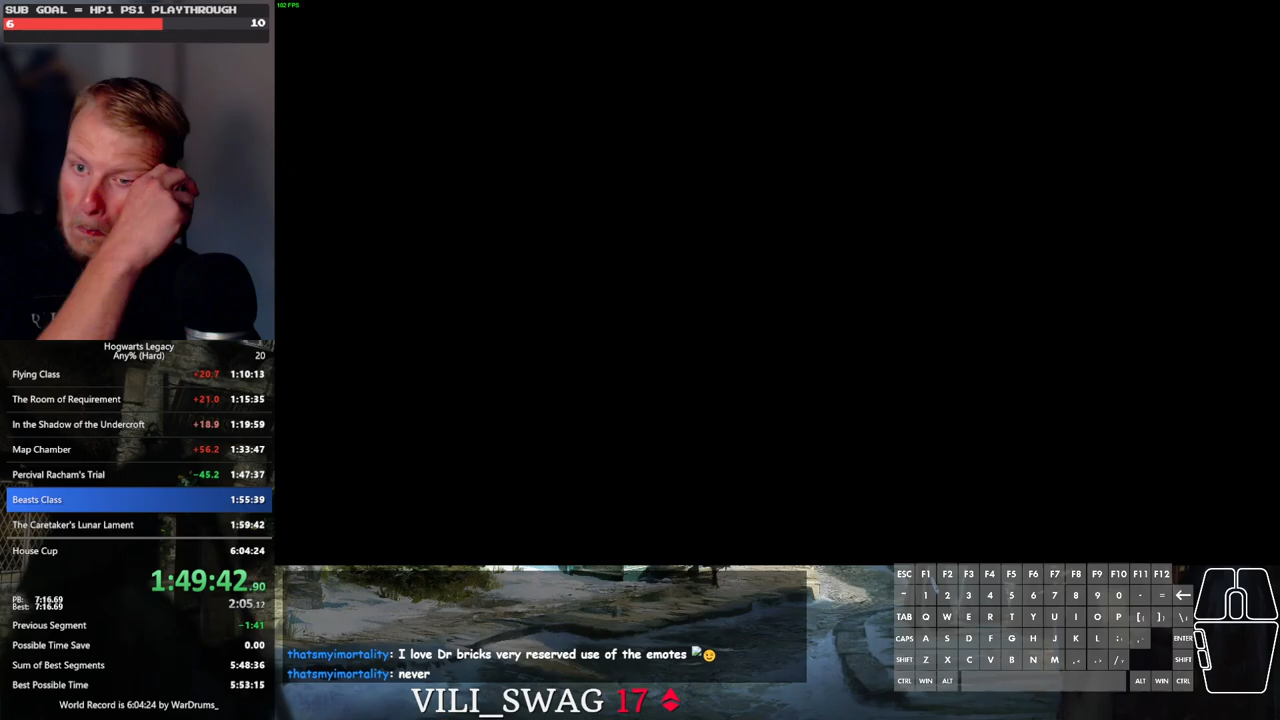 SUB GOAL = HP1 PS1 PLAYTHROUGH
6 10
102 FPS
Hogwarts Legacy
Any% (Hard) 20
Flying Class +20.7 1:10:13
The Room of Requirement +21.0 1:15:35
In the Shadow of the Undercroft +18.9 1:19:59
Map Chamber +56.2 1:33:47
Percival Racham's Trial -45.2 1:47:37
Beasts Class 1:55:39
The Caretaker's Lunar Lament 1:59:42
House Cup 6:04:24
1:49:42.90
PB: 7:16.69
Best: 7:16.69
2:05.12
Previous Segment -1:41
Possible Time Save 0.00
Sum of Best Segments 5:48:36
Best Possible Time 5:53:15
World Record is 6:04:24 by WarDrums_
thatsmyimortality: I love Dr bricks very reserved use of the emotes 😉
thatsmyimortality: never
VILI_SWAG 17
ESC F1 F2 F3 F4 F5 F6 F7 F8 F9 F10 F11 F12
~ 1 2 3 4 5 6 7 8 9 0 - = ←
TAB Q W E R T Y U I O P [{ ]} \|
CAPS A S D F G H J K L ENTER
SHIFT Z X C V B N M /? SHIFT
CTRL WIN ALT ALT WIN CTRL